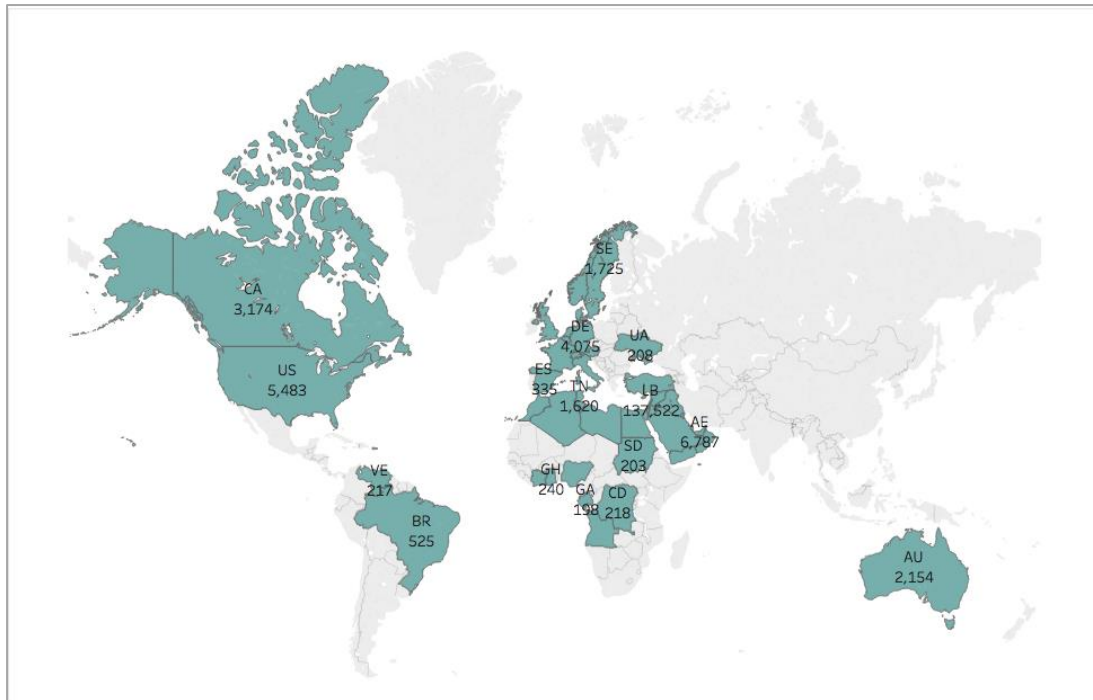 SE
1,725
CA
3,174
DE
4,075
UA
208
US
5,483
ES
335
TN
1,620
LB
137,522
AE
6,787
SD
203
VE
217
GH
240
GA
198
CD
218
BR
525
AU
2,154